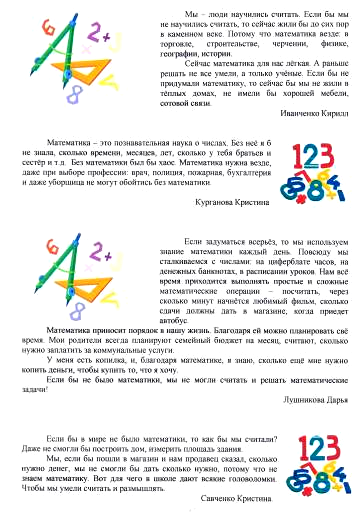 Мы – люди научились считать. Если бы мы
не научились считать, то сейчас жили бы до сих пор
в каменном веке. Потому что математика везде: в
торговле, строительстве, черчении, физике,
географии, истории.
Сейчас математика для нас лёгкая. А раньше
решать не все умели, а только учёные. Если бы не
придумали математику, то сейчас бы мы не жили в
тёплых домах, не имели бы хорошей мебели,
сотовой связи.
Иванченко Кирилл
Математика – это познавательная наука о числах. Без неё я б
не знала, сколько времени, месяцев, лет, сколько у тебя братьев и
сестёр и т.д. Без математики был бы хаос. Математика нужна везде,
даже при выборе профессии: врач, полиция, пожарная, бухгалтерия
и даже уборщица не могут обойтись без математики.
Курганова Кристина
Если задуматься всерьёз, то мы используем
знание математики каждый день. Повсюду мы
сталкиваемся с числами: на циферблате часов, на
денежных банкнотах, в расписании уроков. Нам всё
время приходится выполнять простые и сложные
математические операции – посчитать, через
сколько минут начнётся любимый фильм, сколько
сдачи должны дать в магазине, когда приедет
автобус.
Математика приносит порядок в нашу жизнь. Благодаря ей можно планировать своё
время. Мои родители всегда планируют семейный бюджет на месяц, считают, сколько
нужно заплатить за коммунальные услуги.
У меня есть копилка, и, благодаря математике, я знаю, сколько ещё мне нужно
копить деньги, чтобы купить то, что я хочу.
Если бы не было математики, мы не могли считать и решать математические
задачи!
Лушникова Дарья
Если бы в мире не было математики, то как бы мы считали?
Даже не смогли бы построить дом, измерить площадь здания.
Мы, если бы пошли в магазин и нам продавец сказал, сколько
нужно денег, мы не смогли бы дать сколько нужно, потому что не
знаем математику. Вот для чего в школе дают всякие головоломки.
Чтобы мы умели считать и размышлять.
Савченко Кристина